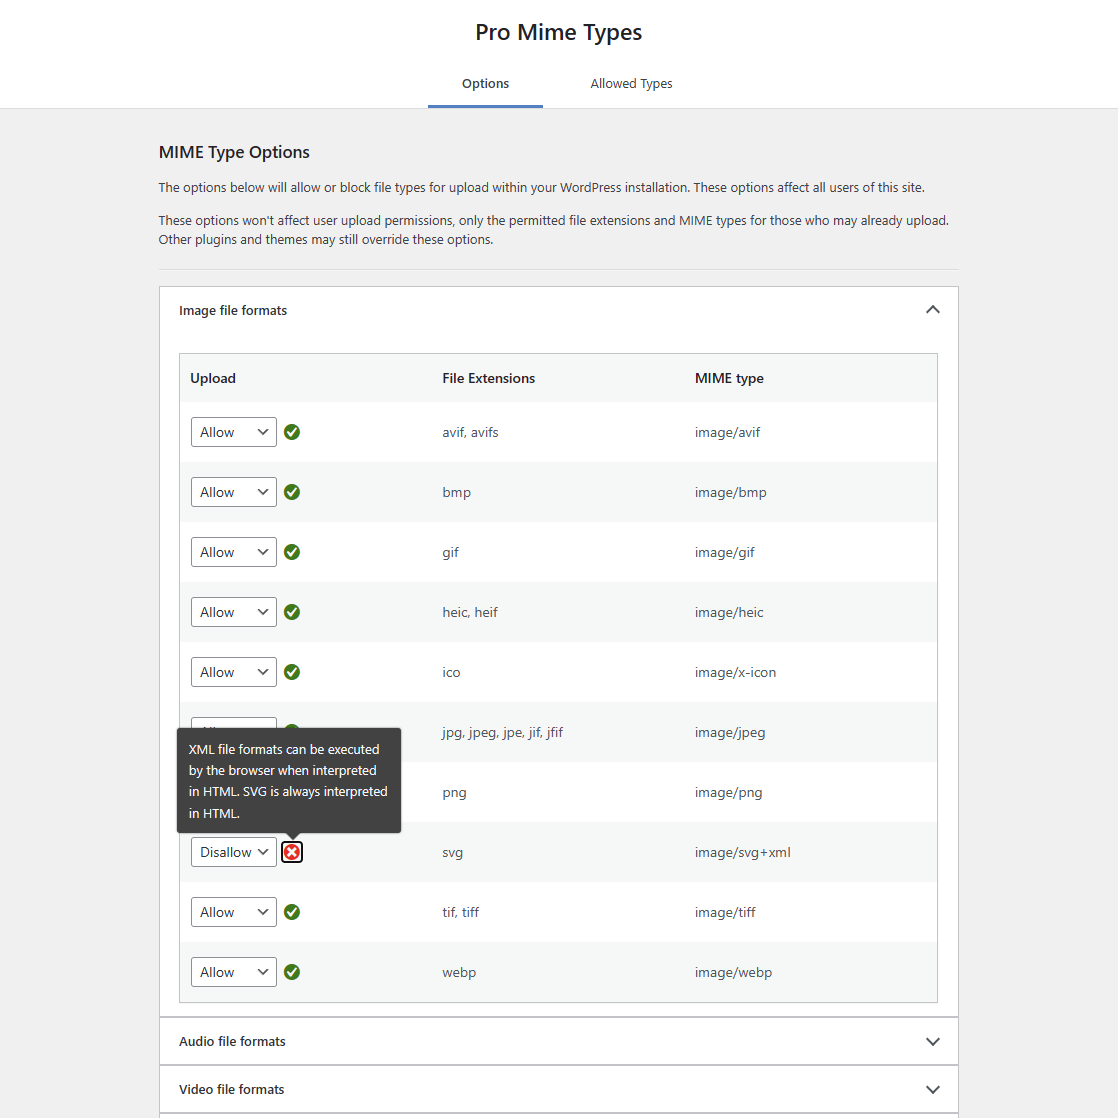 Pro Mime Types
Options
Allowed Types
MIME Type Options
The options below will allow or block file types for upload within your WordPress installation. These options affect all users of this site.
These options won't affect user upload permissions, only the permitted file extensions and MIME types for those who may already upload.
Other plugins and themes may still override these options.
Image file formats
Upload File Extensions MIME type
Allow avif, avifs image/avif
Allow bmp image/bmp
Allow gif image/gif
Allow heic, heif image/heic
Allow ico image/x-icon
jpg, jpeg, jpe, jif, jfif image/jpeg
XML file formats can be executed
by the browser when interpreted
in HTML. SVG is always interpreted
in HTML.
png image/png
Disallow svg image/svg+xml
Allow tif, tiff image/tiff
Allow webp image/webp
Audio file formats
Video file formats